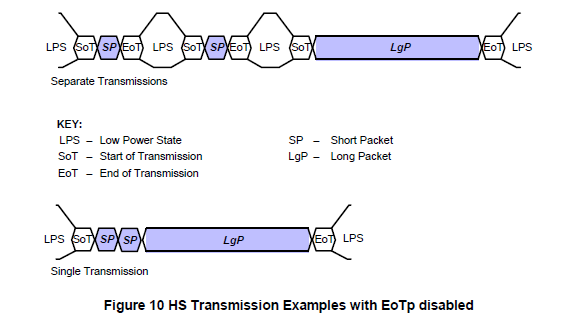 LPS SoT SP EoT LPS SoT SP EoT LPS SoT LgP EoT LPS
Separate Transmissions
KEY:
LPS – Low Power State SP – Short Packet
SoT – Start of Transmission LgP – Long Packet
EoT – End of Transmission
LPS SoT SP SP LgP EoT LPS
Single Transmission
Figure 10 HS Transmission Examples with EoTp disabled